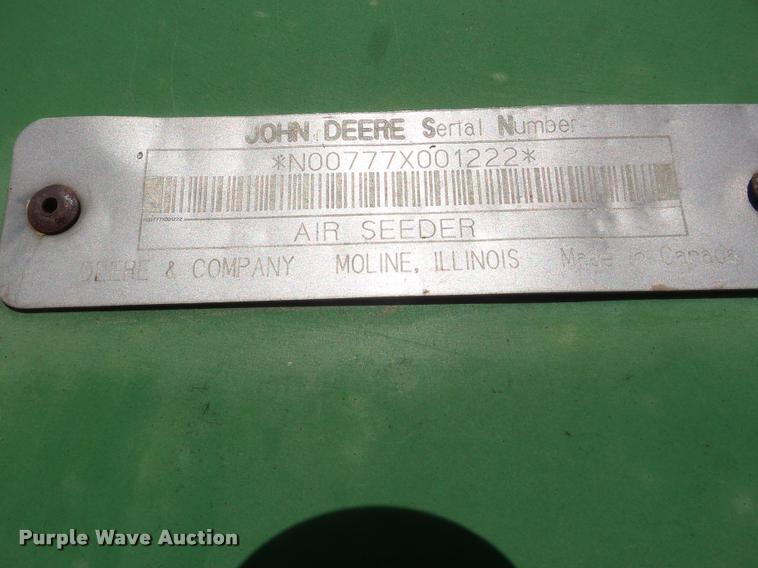 JOHN DEERE Serial Number
*N00777X001222*
AIR SEEDER
DEERE & COMPANY MOLINE, ILLINOIS Made in Canada
Purple Wave Auction